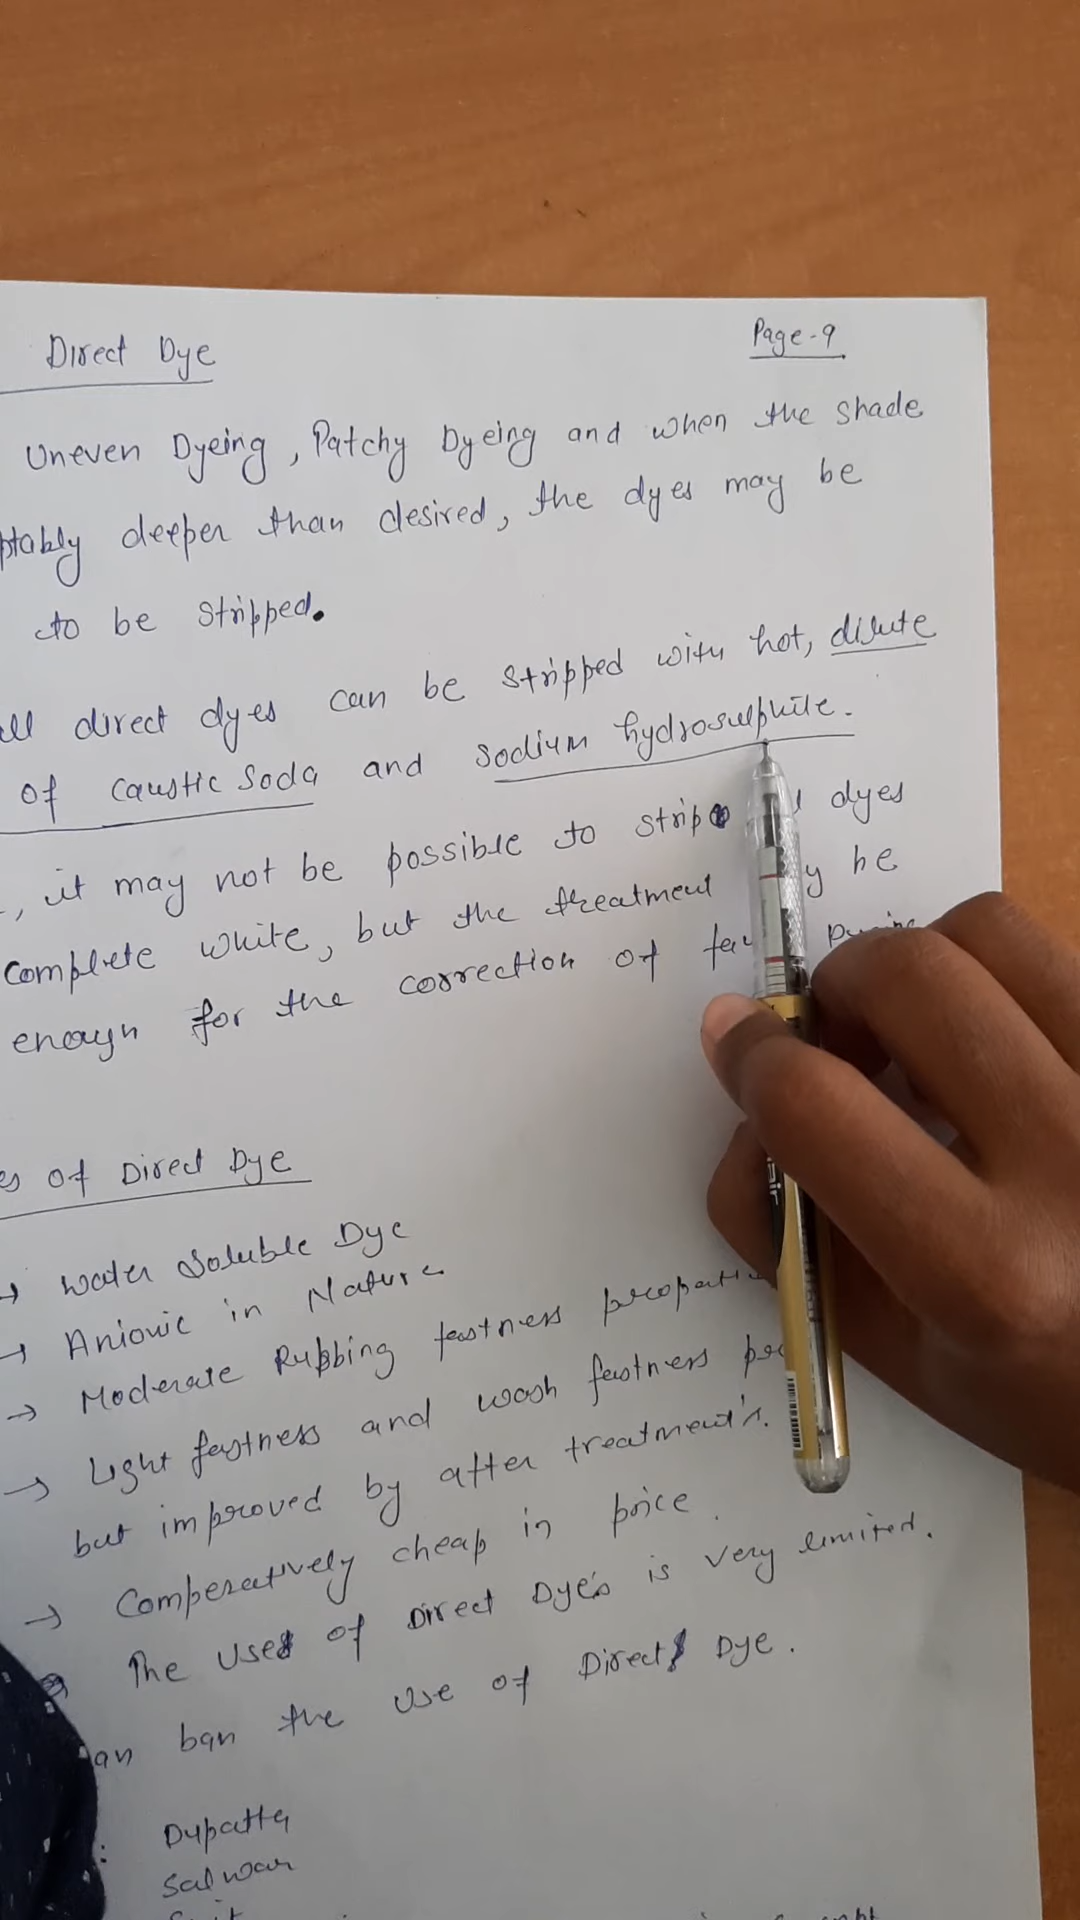 Direct Dye
Page-9
Uneven Dyeing, Patchy Dyeing and when the shade
ptably deeper than desired, the dyes may be
to be stripped.
all direct dyes can be stripped with hot, dilute
of caustic soda and sodium hydrosulphite.
, it may not be possible to strip dyes
complete white, but the treatment y be
enough for the correction of
es of Direct Dye
→ Water Soluble Dye
→ Anionic in Nature
→ Moderate Rubbing fastness
→ Light fastness and wash fastness
but improved by after treatment's.
→ Comperatively cheap in price.
The Uses of Direct Dye's is very limited.
an ban the use of Direct Dye.
: Dupatta
Salwar